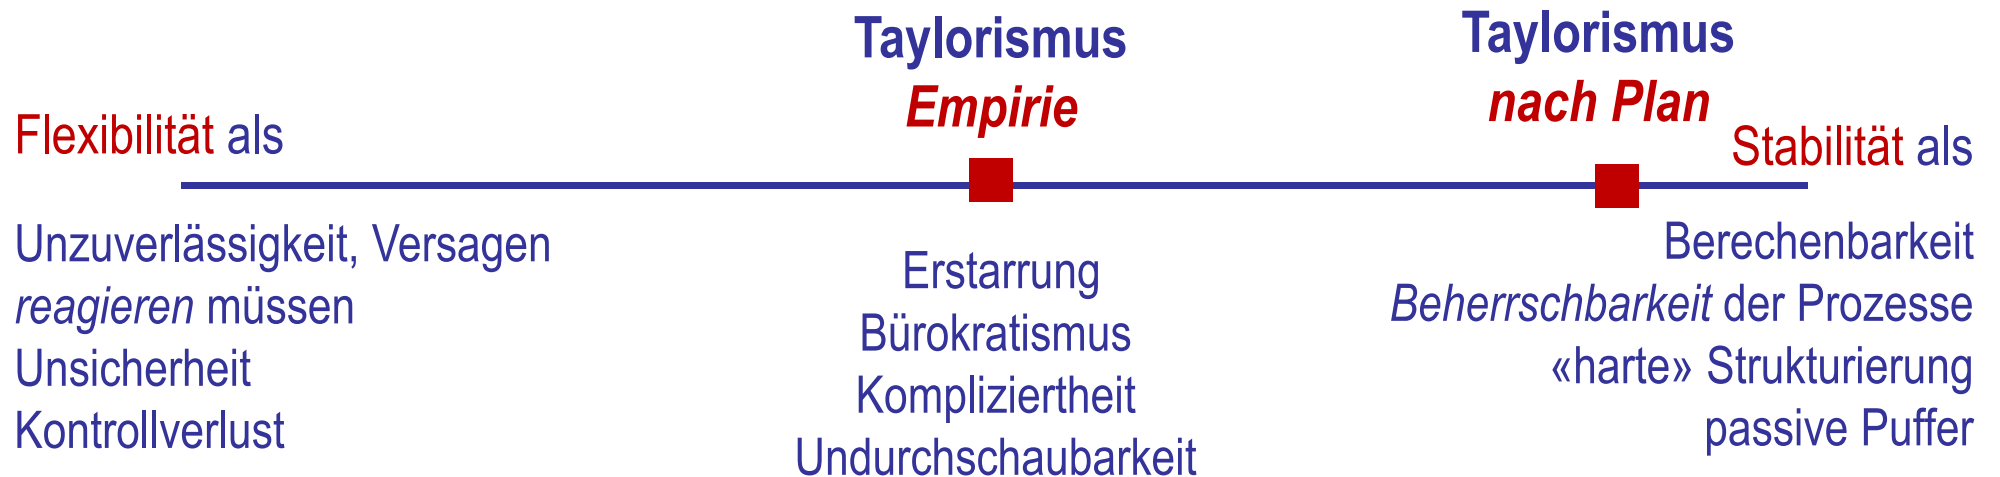 Flexibilität als
Unzuverlässigkeit, Versagen
reagieren müssen
Unsicherheit
Kontrollverlust
Taylorismus
Empirie
Erstarrung
Bürokratismus
Kompliziertheit
Undurchschaubarkeit
Taylorismus
nach Plan
Stabilität als
Berechenbarkeit
Beherrschbarkeit der Prozesse
«harte» Strukturierung
passive Puffer